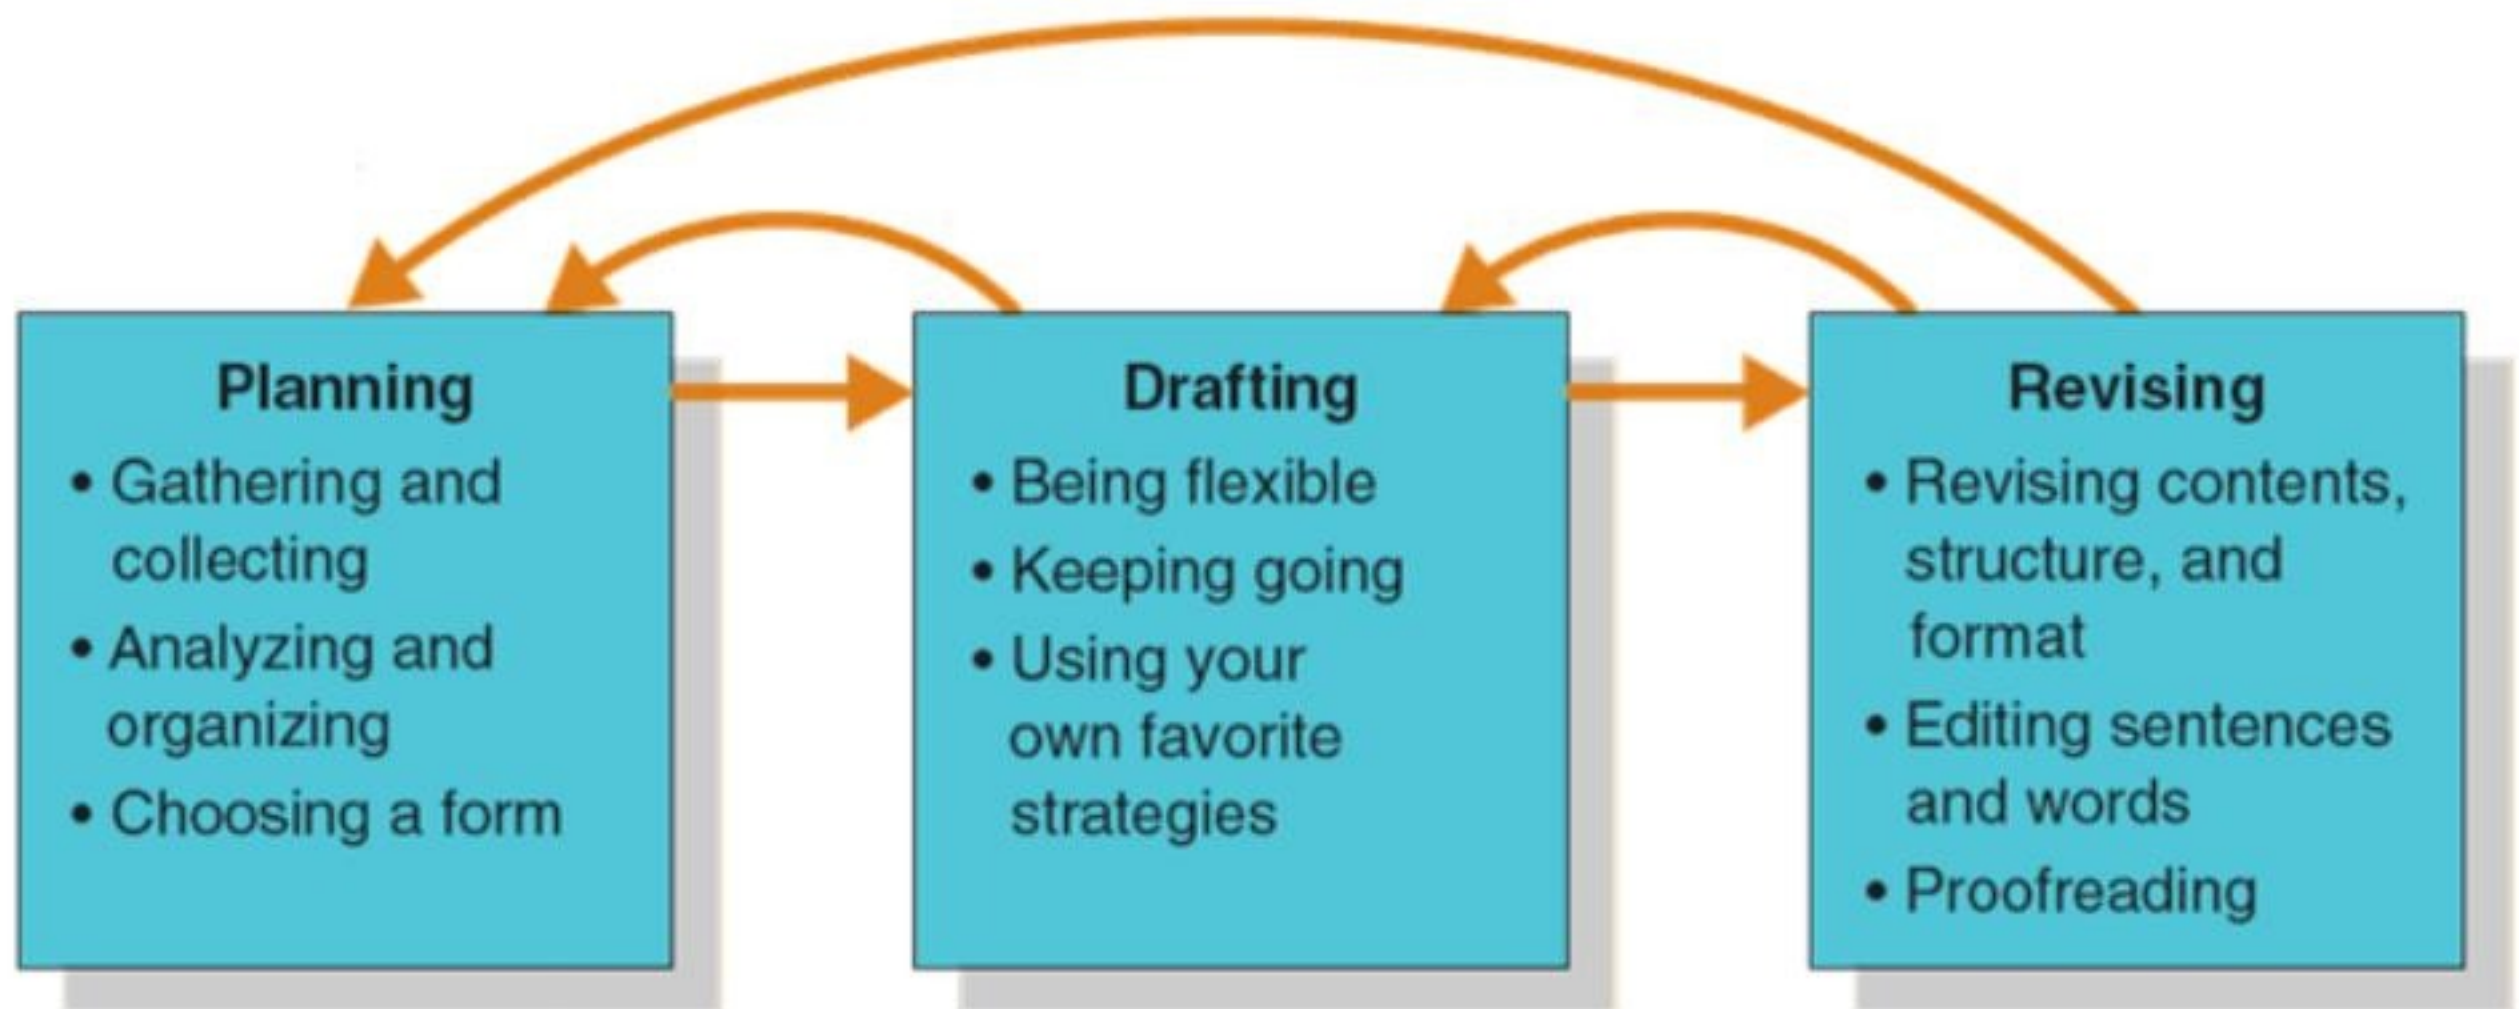 Planning
• Gathering and
collecting
• Analyzing and
organizing
• Choosing a form
Drafting
• Being flexible
• Keeping going
• Using your
own favorite
strategies
Revising
• Revising contents,
structure, and
format
• Editing sentences
and words
• Proofreading